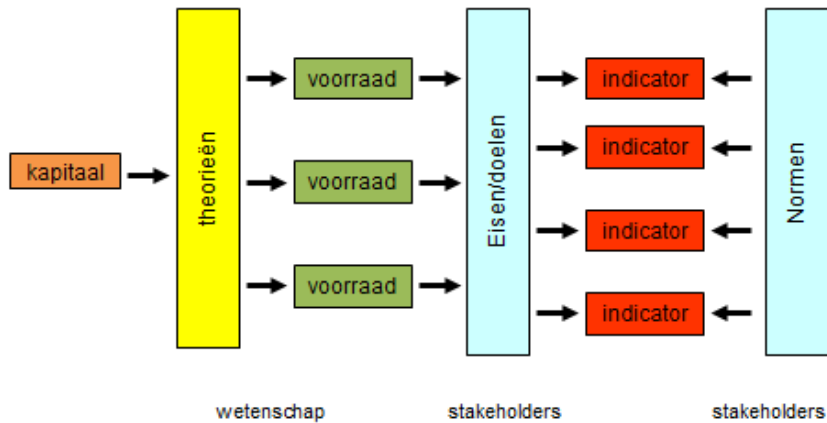 kapitaal
theorieën
voorraad
voorraad
voorraad
Eisen/doelen
indicator
indicator
indicator
indicator
Normen
wetenschap
stakeholders
stakeholders